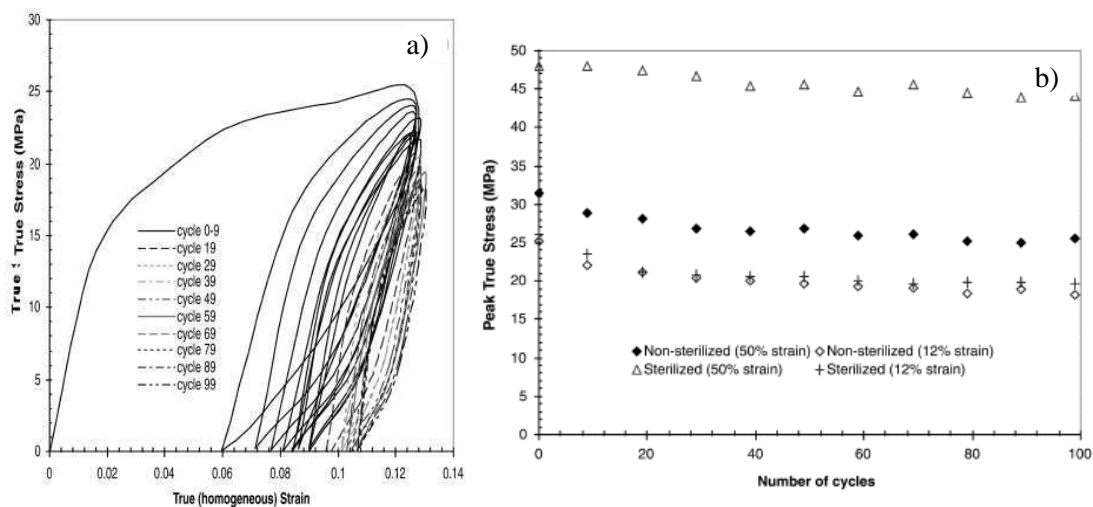 a)
30
25
20
15
10
5
0
True : True Stress (MPa)
cycle 0-9
cycle 19
cycle 29
cycle 39
cycle 49
cycle 59
cycle 69
cycle 79
cycle 89
cycle 99
0 0.02 0.04 0.06 0.08 0.1 0.12 0.14
True (homogeneous) Strain
b)
50
45
40
35
30
25
20
15
10
5
0
Peak True Stress (MPa)
Non-sterilized (50% strain) Non-sterilized (12% strain)
Sterilized (50% strain) Sterilized (12% strain)
0 20 40 60 80 100
Number of cycles